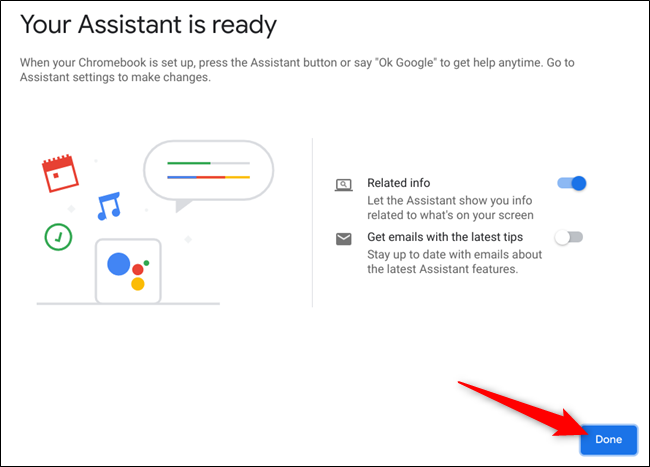 Your Assistant is ready
When your Chromebook is set up, press the Assistant button or say "Ok Google" to get help anytime. Go to
Assistant settings to make changes.
Related info
Let the Assistant show you info
related to what's on your screen
Get emails with the latest tips
Stay up to date with emails about
the latest Assistant features.
Done